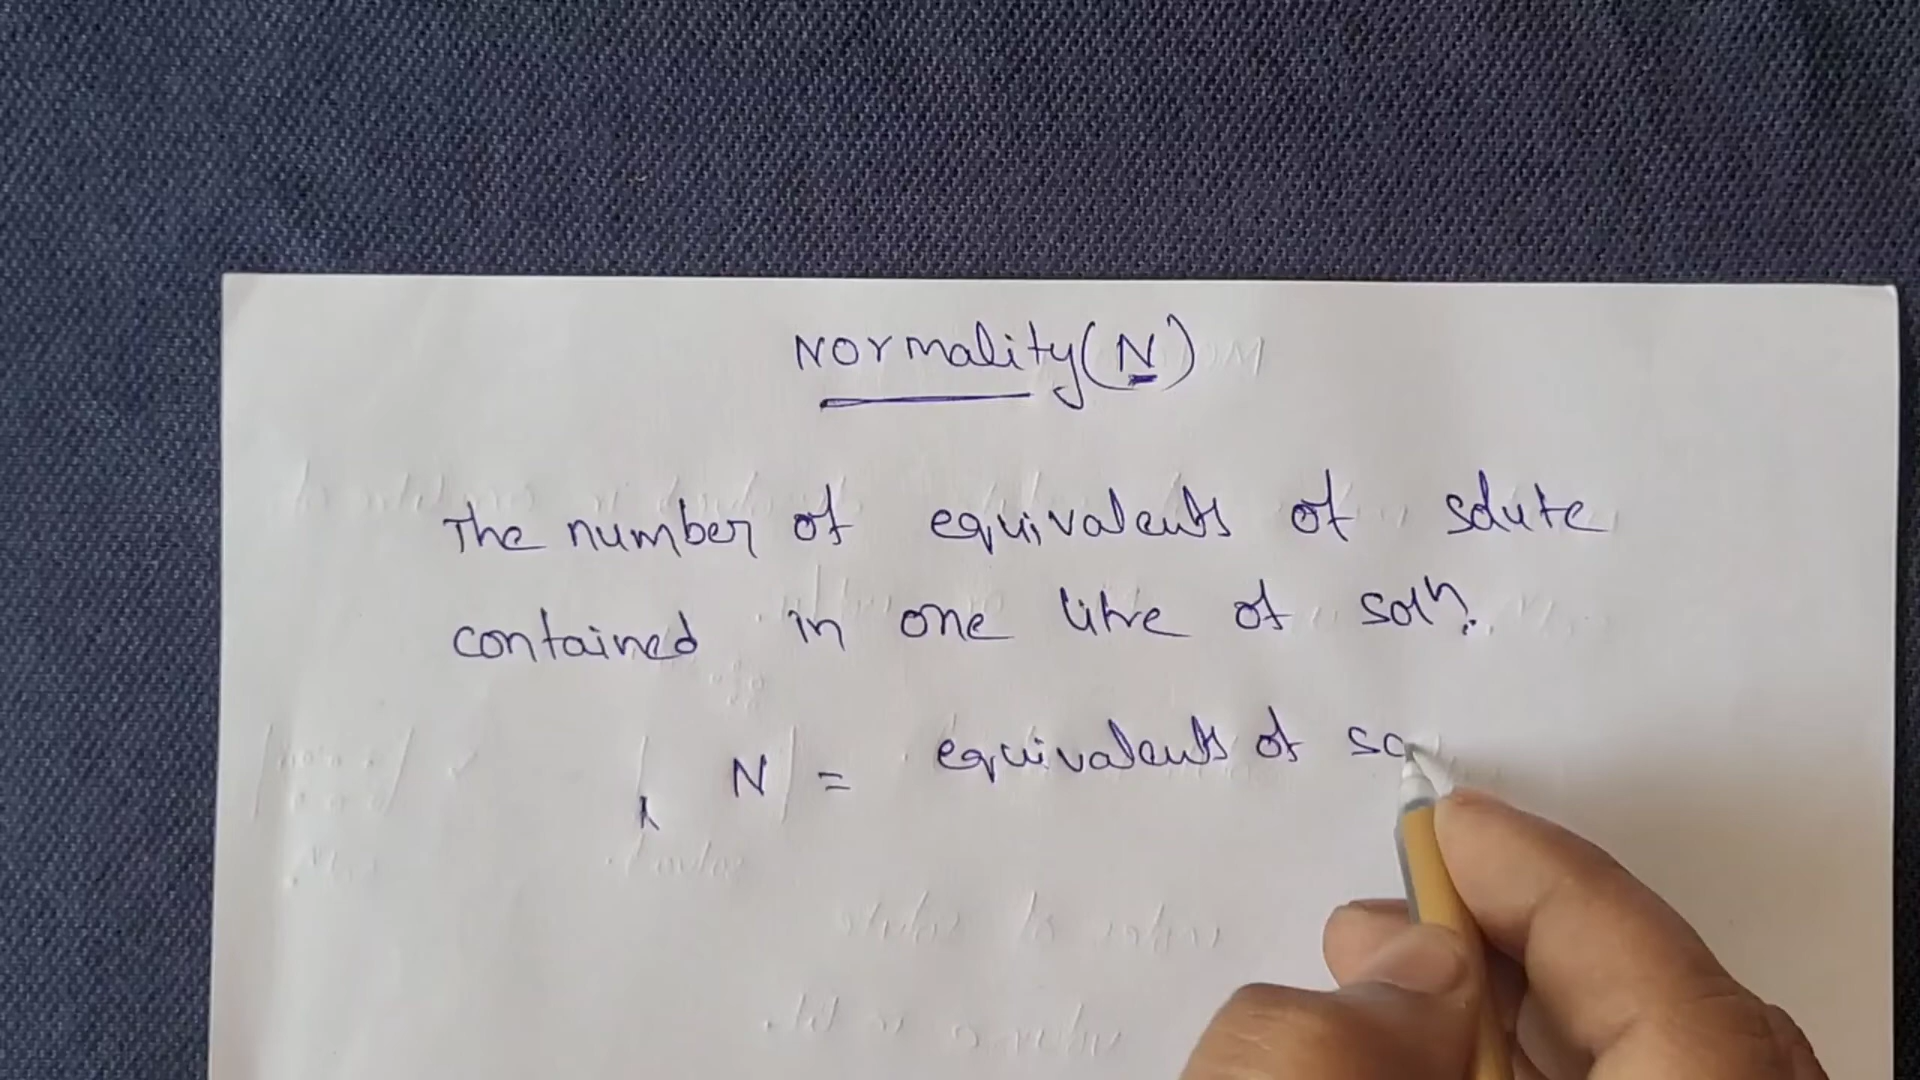 Normality (N)
The number of equivalents of solute
contained in one litre of soln.
N = equivalents of so